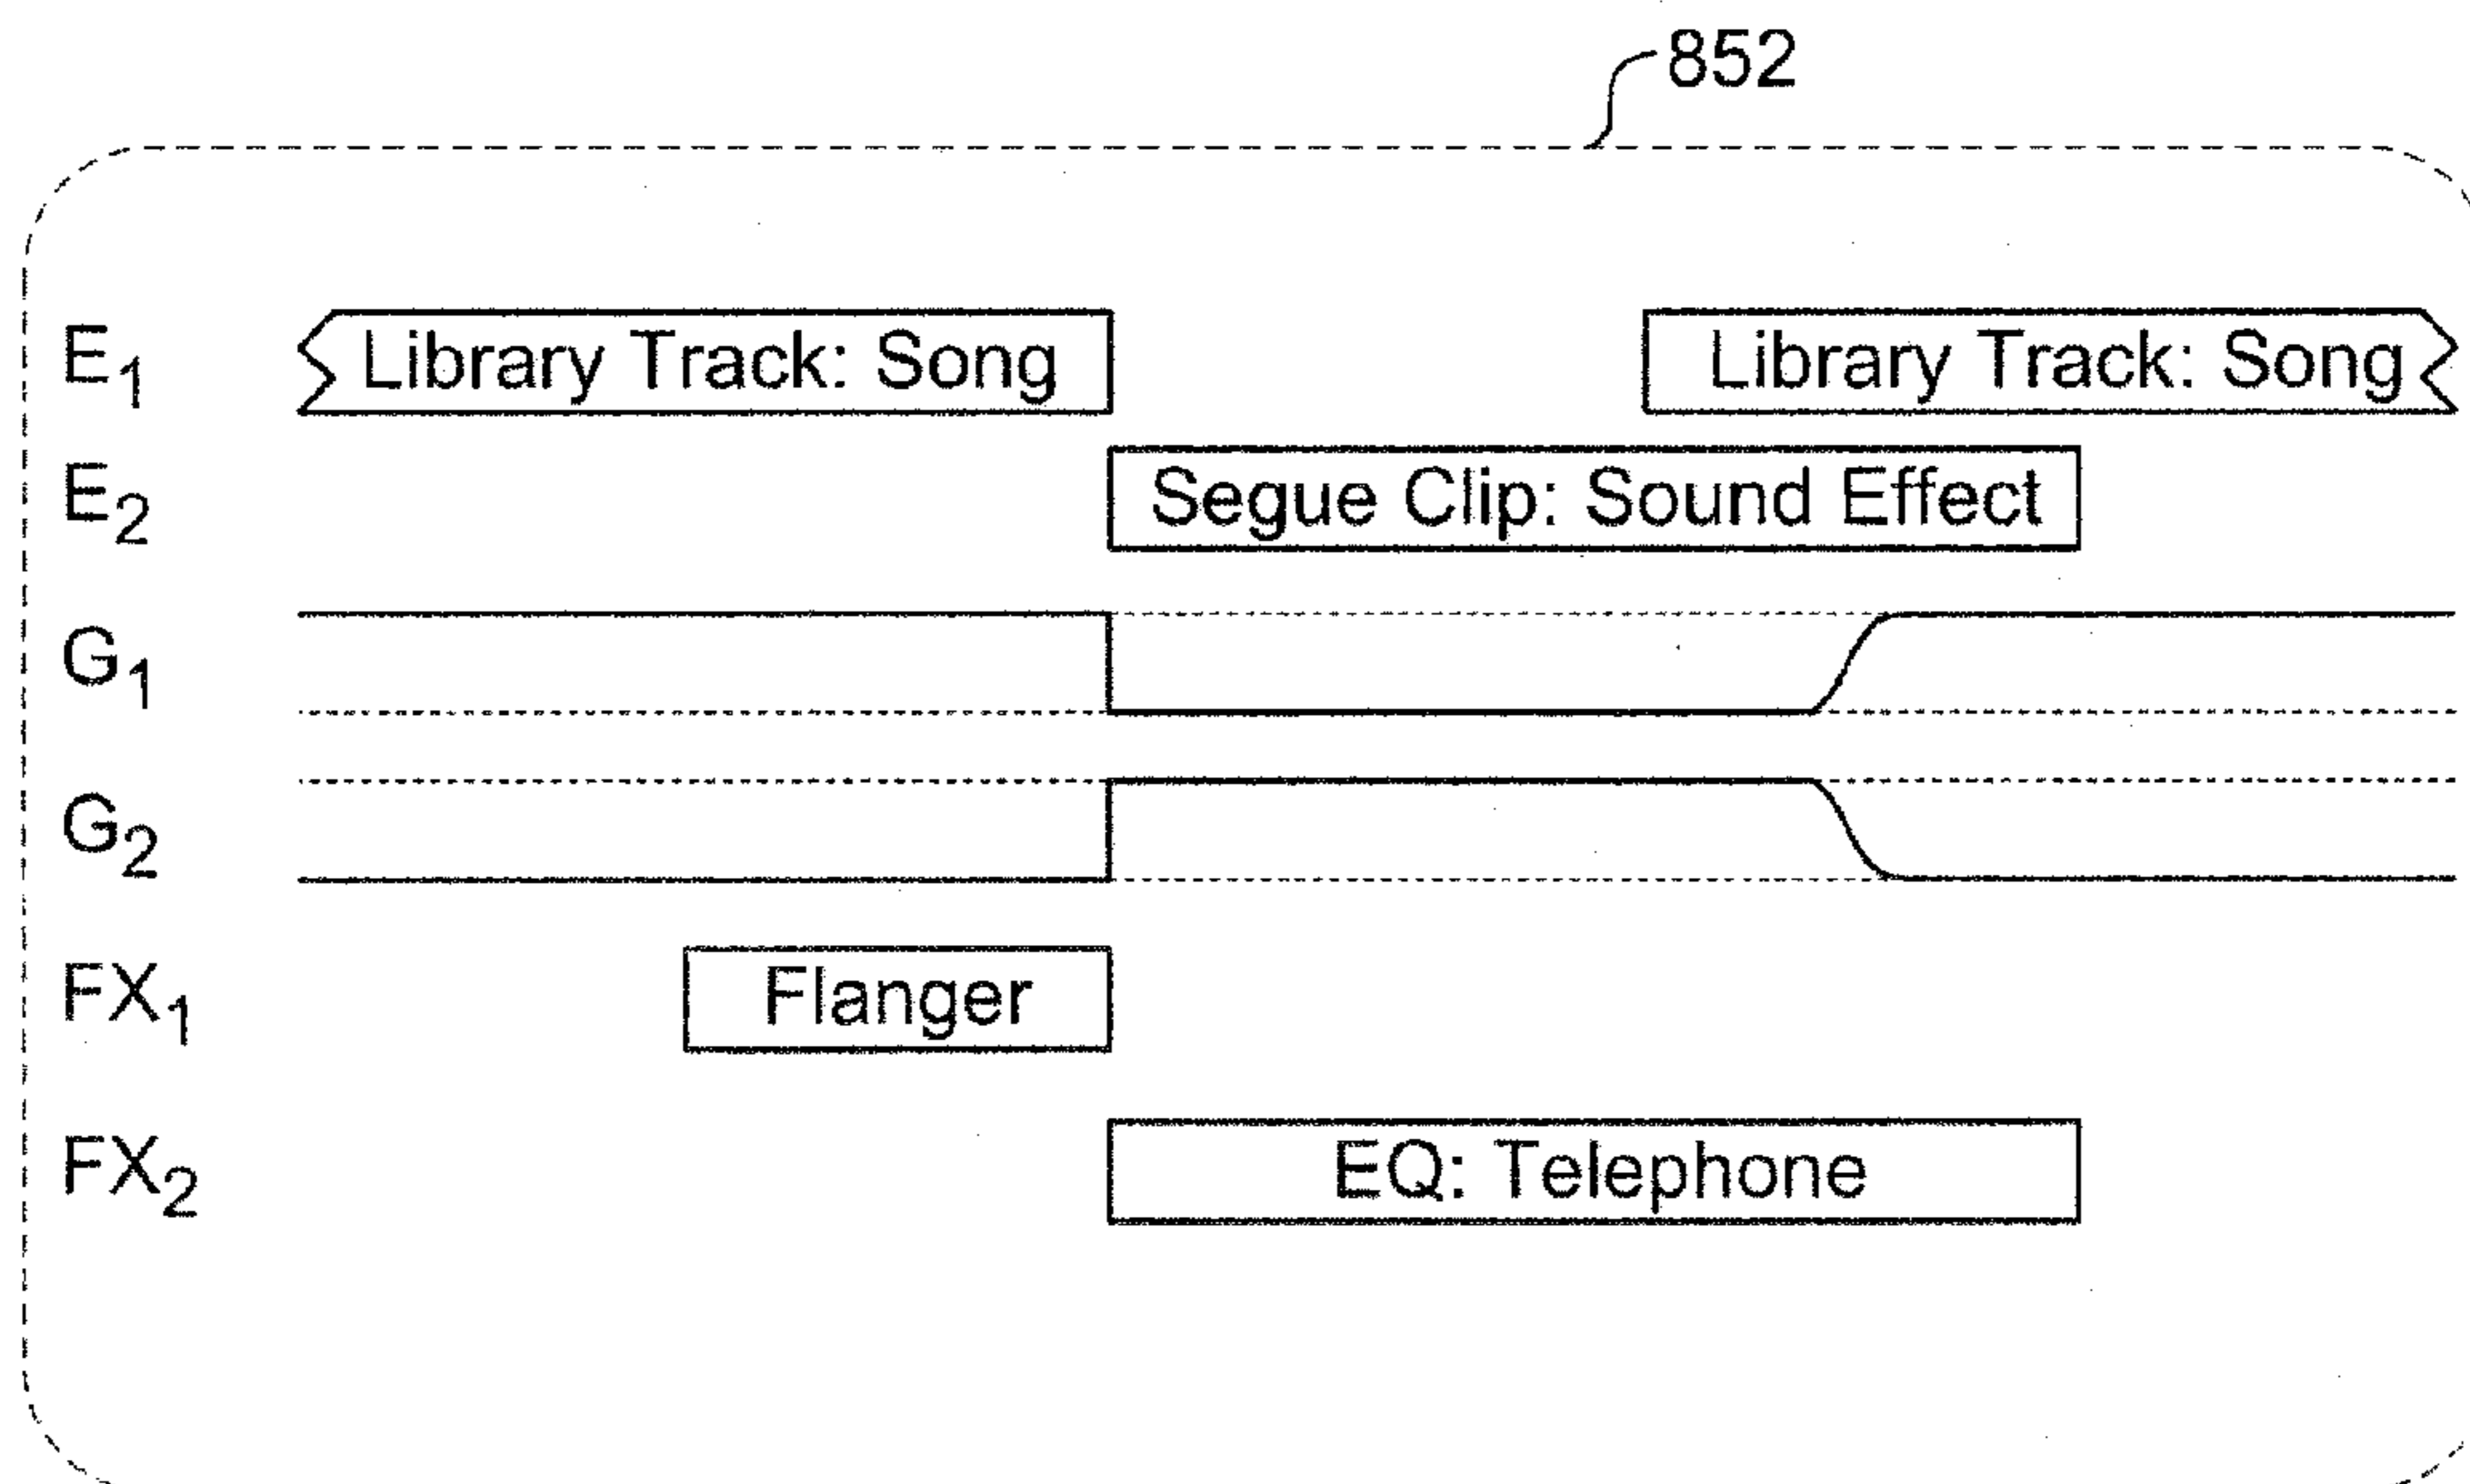 852
E1 Library Track: Song Library Track: Song
E2 Segue Clip: Sound Effect
G1
G2
FX1 Flanger
FX2 EQ: Telephone